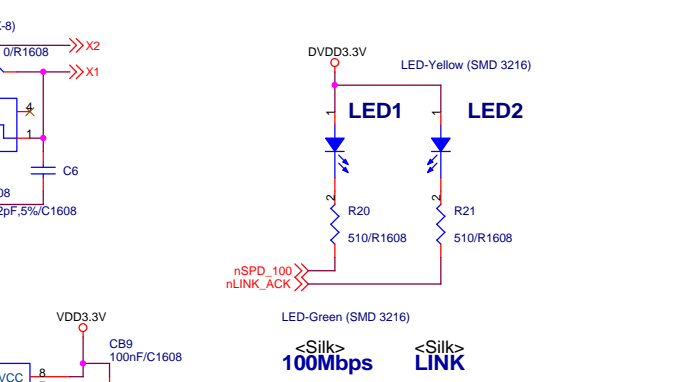 -8)
0/R1608
X2
X1
4
1
C6
08
2pF,5%/C1608
DVDD3.3V
LED-Yellow (SMD 3216)
LED1
LED2
1
1
2
2
R20
R21
510/R1608
510/R1608
nSPD_100
nLINK_ACK
LED-Green (SMD 3216)
<Silk>
100Mbps
<Silk>
LINK
VDD3.3V
CB9
100nF/C1608
VCC
8